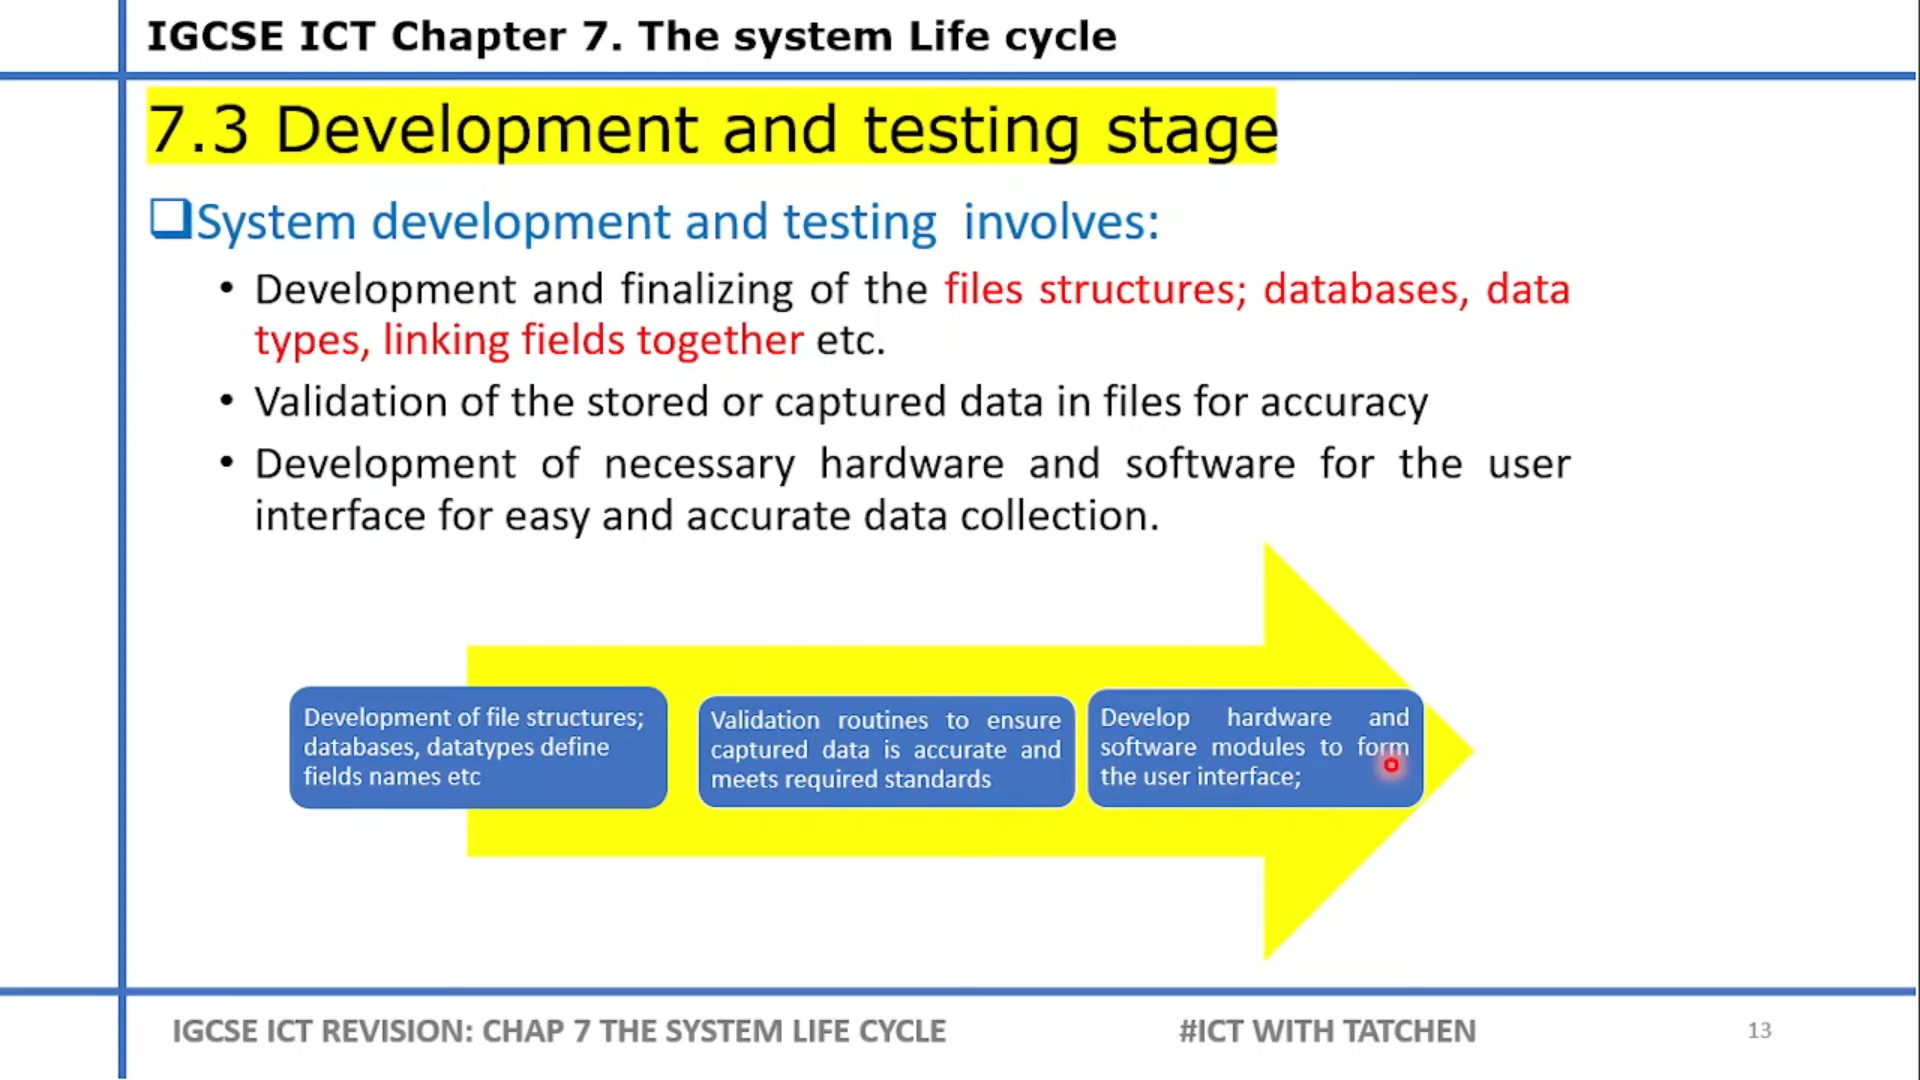 IGCSE ICT Chapter 7. The system Life cycle
7.3 Development and testing stage
System development and testing involves:
• Development and finalizing of the files structures; databases, data
types, linking fields together etc.
• Validation of the stored or captured data in files for accuracy
• Development of necessary hardware and software for the user
interface for easy and accurate data collection.
Development of file structures;
databases, datatypes define
fields names etc
Validation routines to ensure
captured data is accurate and
meets required standards
Develop hardware and
software modules to form
the user interface;
IGCSE ICT REVISION: CHAP 7 THE SYSTEM LIFE CYCLE
#ICT WITH TATCHEN
13